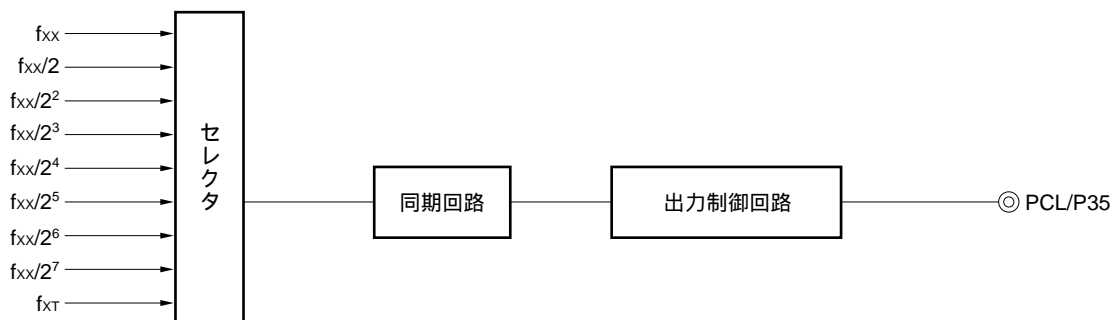 fXX
fXX/2
fXX/2²
fXX/2³
fXX/2⁴
fXX/2⁵
fXX/2⁶
fXX/2⁷
fXT
セレクタ
同期回路
出力制御回路
PCL/P35